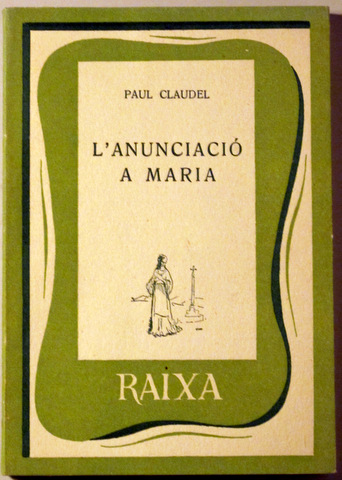 PAUL CLAUDEL
L'ANUNCIACIÓ
A MARIA
RAIXA